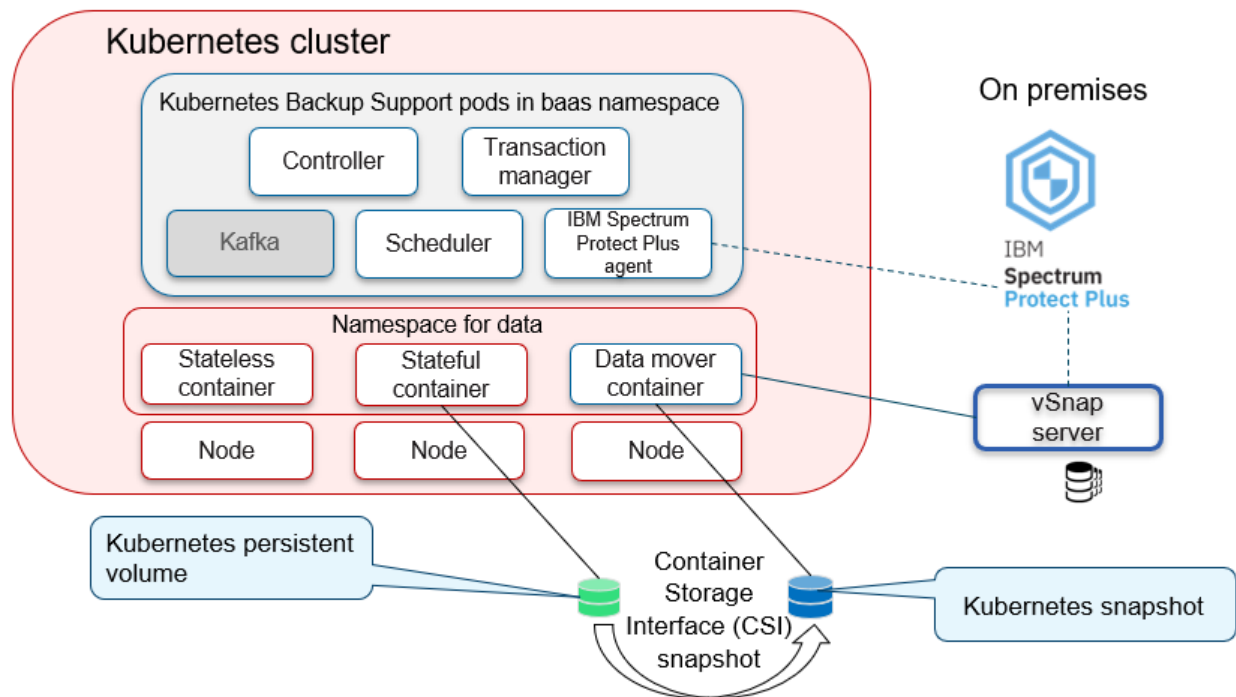 Kubernetes cluster
Kubernetes Backup Support pods in baas namespace
Controller
Transaction
manager
Kafka
Scheduler
IBM Spectrum
Protect Plus
agent
Namespace for data
Stateless
container
Stateful
container
Data mover
container
Node
Node
Node
On premises
IBM
Spectrum
Protect Plus
vSnap
server
Kubernetes persistent
volume
Container
Storage
Interface (CSI)
snapshot
Kubernetes snapshot